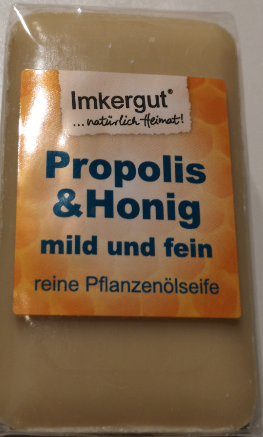 Imkergut®
...natürlich Heimat!
Propolis
&Honig
mild und fein
reine Pflanzenölseife